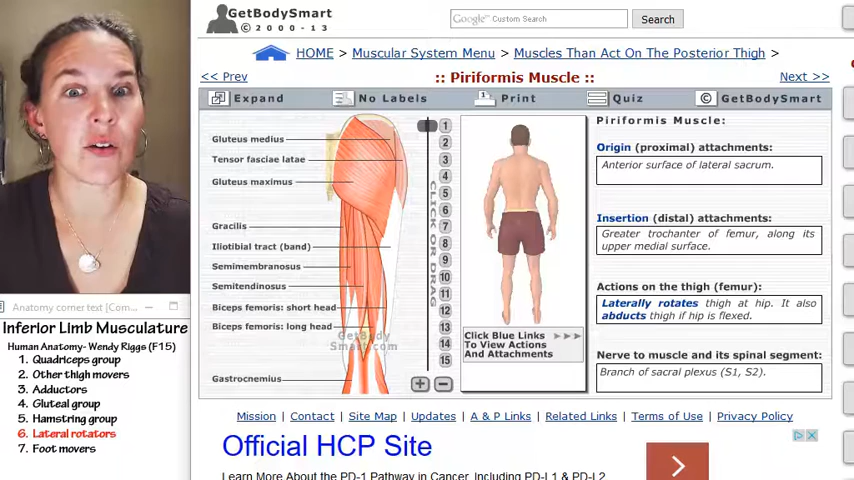 GetBodySmart
© 2000-13
Google™ Custom Search
Search
HOME > Muscular System Menu > Muscles Than Act On The Posterior Thigh >
<< Prev
:: Piriformis Muscle ::
Next >>
Expand
No Labels
Print
Quiz
© GetBodySmart
Gluteus medius
Tensor fasciae latae
Gluteus maximus
Gracilis
Iliotibial tract (band)
Semimembranosus
Semitendinosus
Biceps femoris: short head
Biceps femoris: long head
Gastrocnemius
GetBody
Smart.com
1
2
3
4
5
6
7
8
9
10
11
12
13
14
15
CLICK OR DRAG
Click Blue Links
To View Actions
And Attachments
Piriformis Muscle:
Origin (proximal) attachments:
Anterior surface of lateral sacrum.
Insertion (distal) attachments:
Greater trochanter of femur, along its
upper medial surface.
Actions on the thigh (femur):
Laterally rotates thigh at hip. It also
abducts thigh if hip is flexed.
Nerve to muscle and its spinal segment:
Branch of sacral plexus (S1, S2).
Mission | Contact | Site Map | Updates | A & P Links | Related Links | Terms of Use | Privacy Policy
Official HCP Site
Learn More About the PD-1 Pathway in Cancer, Including PD-L1 & PD-L2
Anatomy corner text [Com...
Inferior Limb Musculature
Human Anatomy- Wendy Riggs (F15)
1. Quadriceps group
2. Other thigh movers
3. Adductors
4. Gluteal group
5. Hamstring group
6. Lateral rotators
7. Foot movers